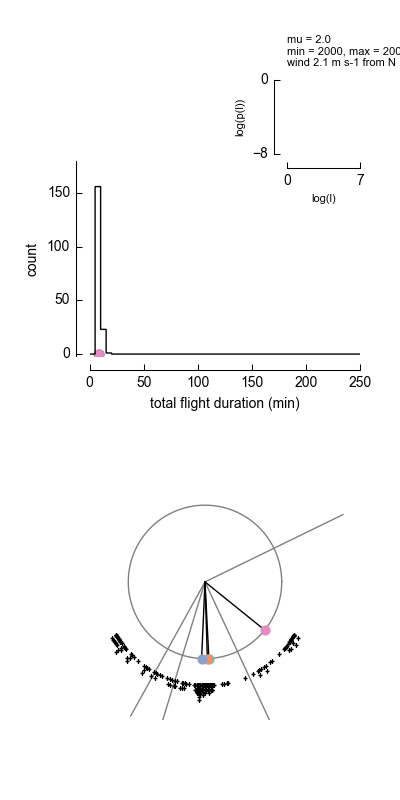 mu = 2.0
min = 2000, max = 200
wind 2.1 m s-1 from N
0
log(p(l))
−8
0 7
log(l)
150
100
count
50
0
0 50 100 150 200 250
total flight duration (min)